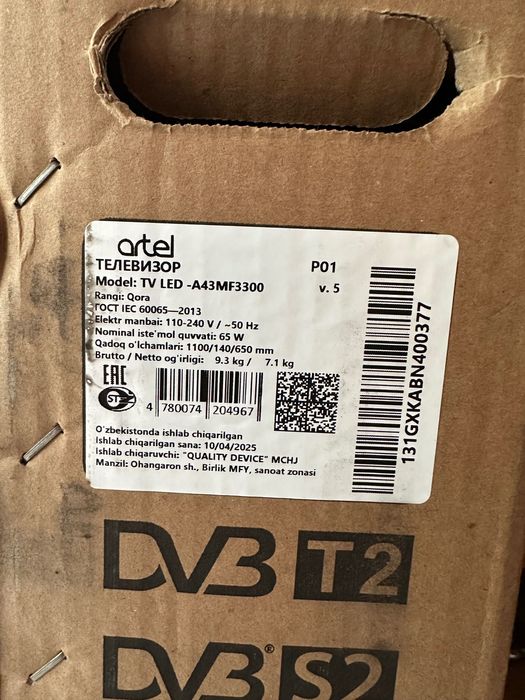 artel
ТЕЛЕВИЗОР P01
Model: TV LED -A43MF3300 v. 5
Rangi: Qora
ГОСТ IEC 60065—2013
Elektr manbai: 110-240 V / ~50 Hz
Nominal iste'mol quvvati: 65 W
Qadoq o'lchamlari: 1100/140/650 mm
Brutto / Netto og'irligi: 9.3 kg / 7.1 kg
EAC
ST
4 780074 204967
131GXKABN400377
O'zbekistonda ishlab chiqarilgan
Ishlab chiqarilgan sana: 10/04/2025
Ishlab chiqaruvchi: "QUALITY DEVICE" MCHJ
Manzil: Ohangaron sh., Birlik MFY, sanoat zonasi
DVB T2
DVB® S2